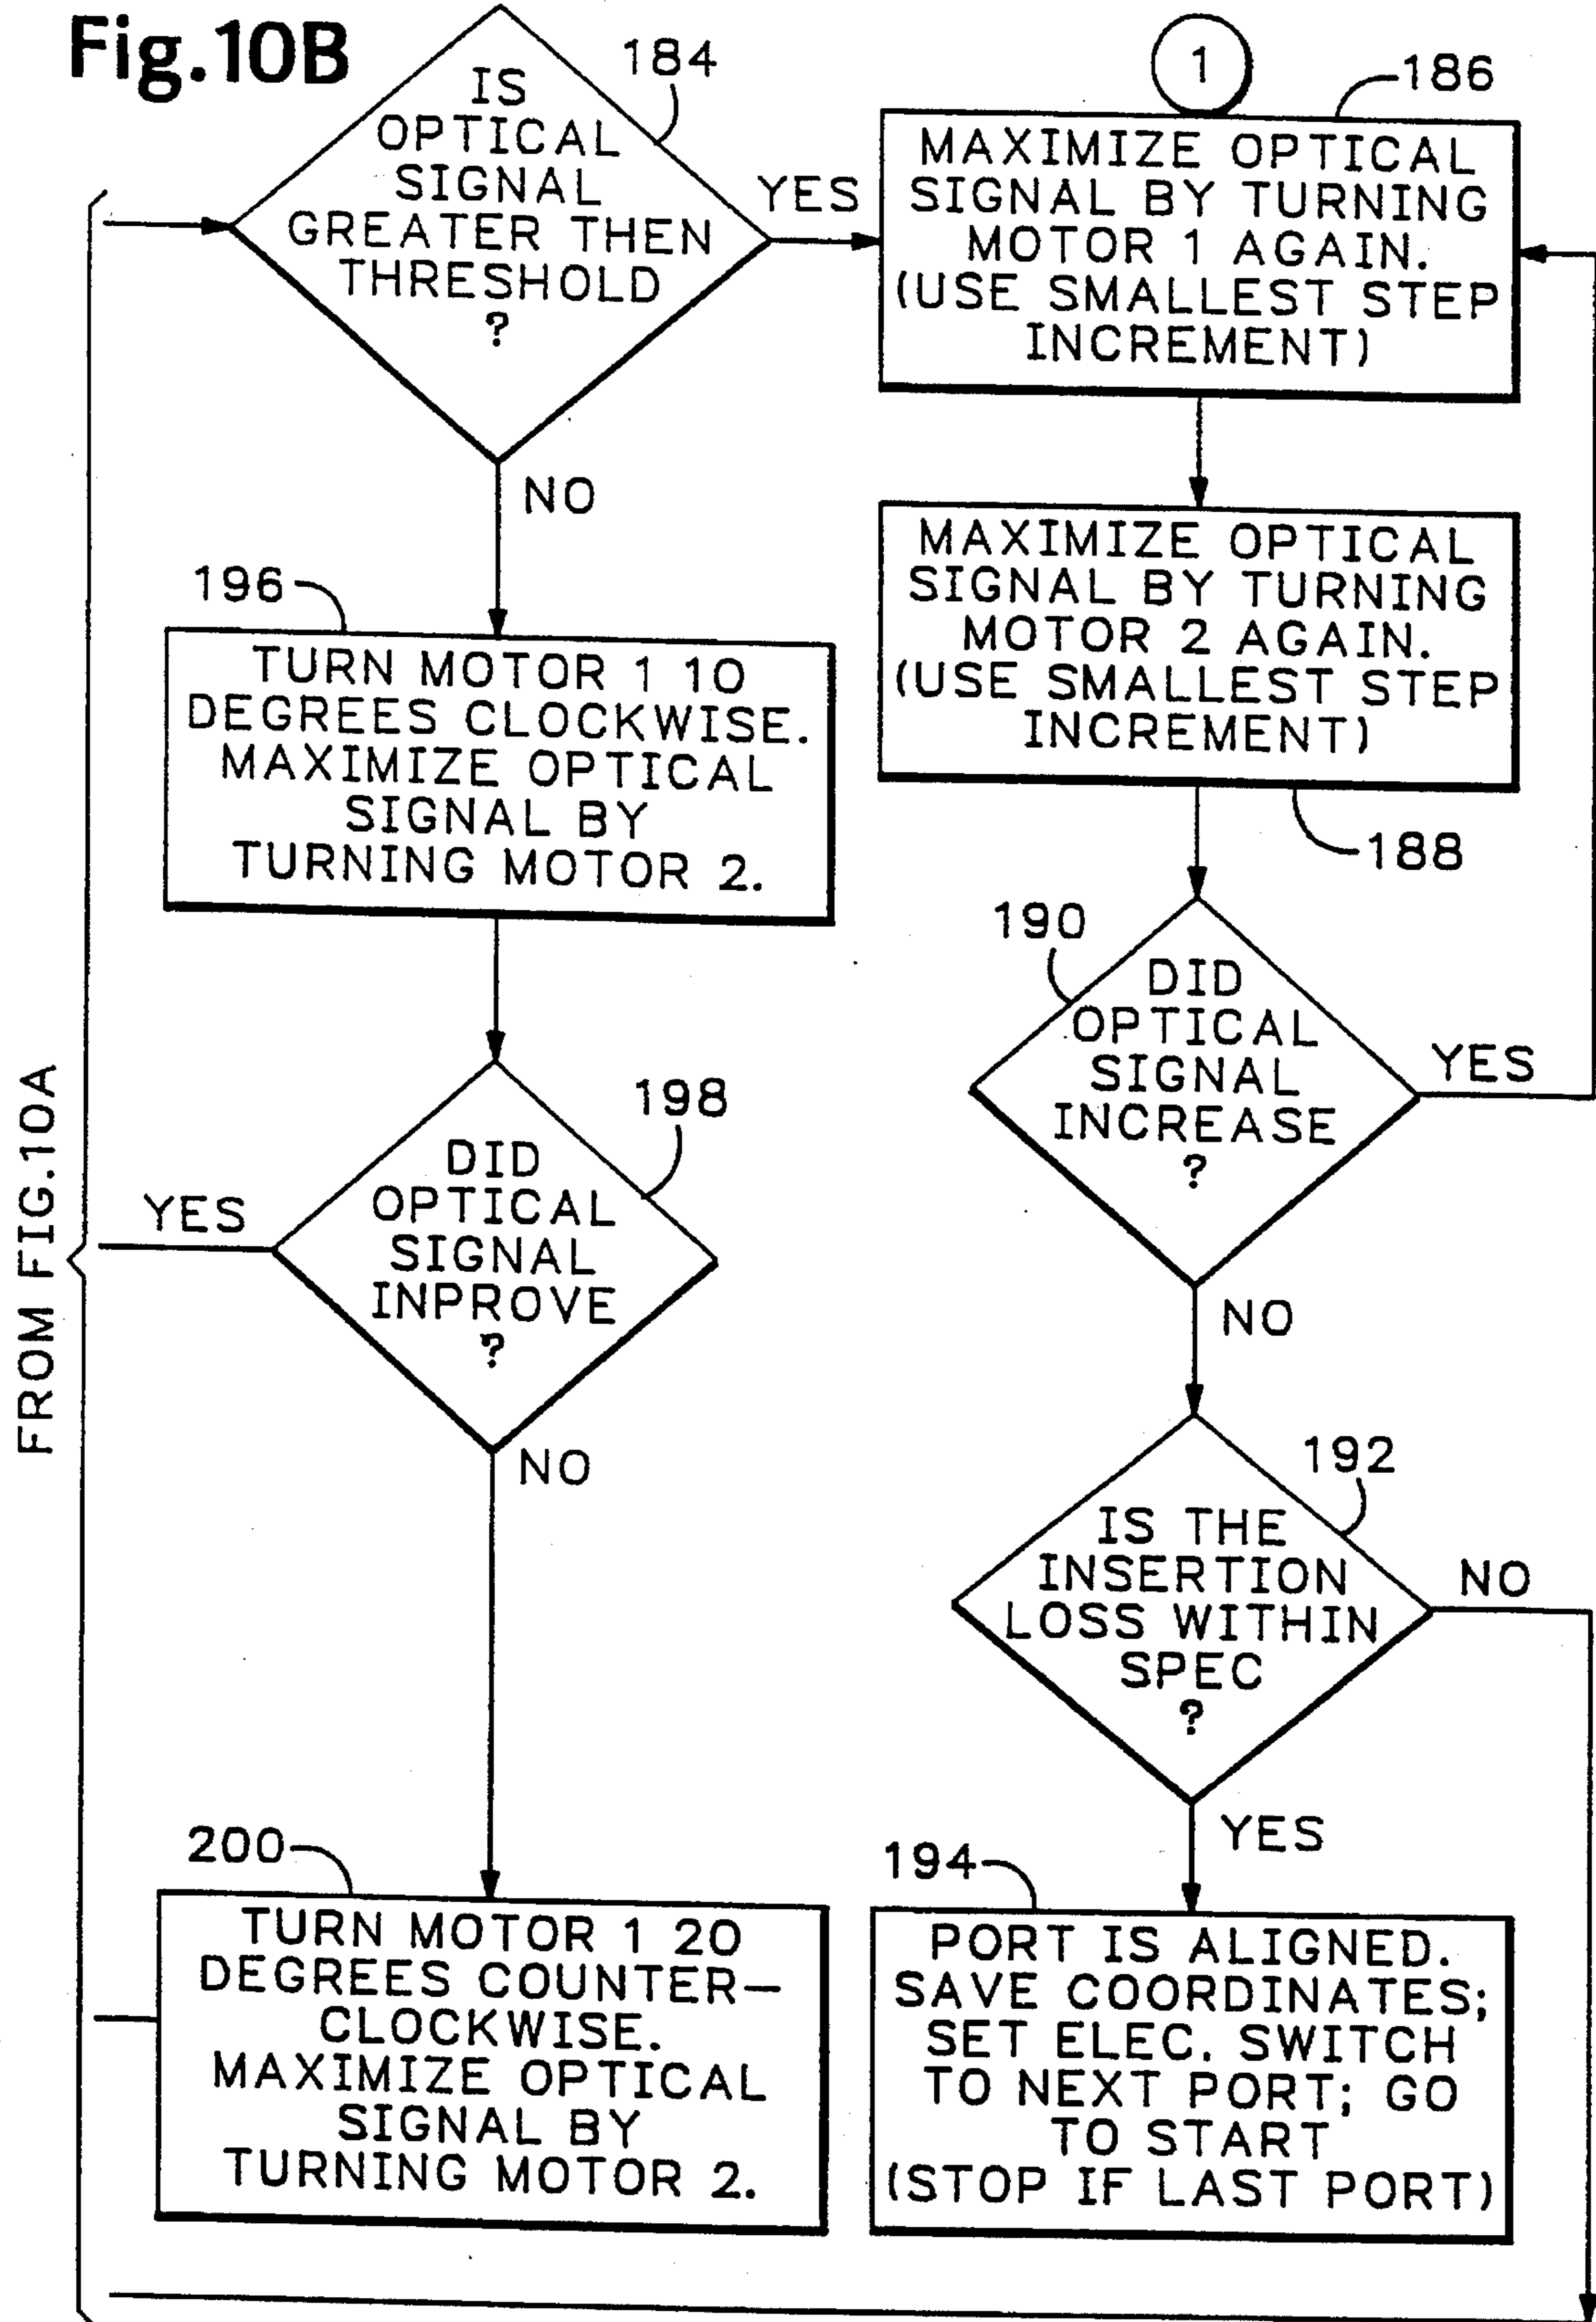 Fig.10B
184
IS
OPTICAL
SIGNAL
GREATER THEN
THRESHOLD
?
YES
NO
1
186
MAXIMIZE OPTICAL
SIGNAL BY TURNING
MOTOR 1 AGAIN.
(USE SMALLEST STEP
INCREMENT)
MAXIMIZE OPTICAL
SIGNAL BY TURNING
MOTOR 2 AGAIN.
(USE SMALLEST STEP
INCREMENT)
188
196
TURN MOTOR 1 10
DEGREES CLOCKWISE.
MAXIMIZE OPTICAL
SIGNAL BY
TURNING MOTOR 2.
190
DID
OPTICAL
SIGNAL
INCREASE
?
YES
NO
FROM FIG.10A
198
DID
OPTICAL
SIGNAL
INPROVE
?
YES
NO
192
IS THE
INSERTION
LOSS WITHIN
SPEC
?
NO
YES
200
TURN MOTOR 1 20
DEGREES COUNTER-
CLOCKWISE.
MAXIMIZE OPTICAL
SIGNAL BY
TURNING MOTOR 2.
194
PORT IS ALIGNED.
SAVE COORDINATES;
SET ELEC. SWITCH
TO NEXT PORT; GO
TO START
(STOP IF LAST PORT)